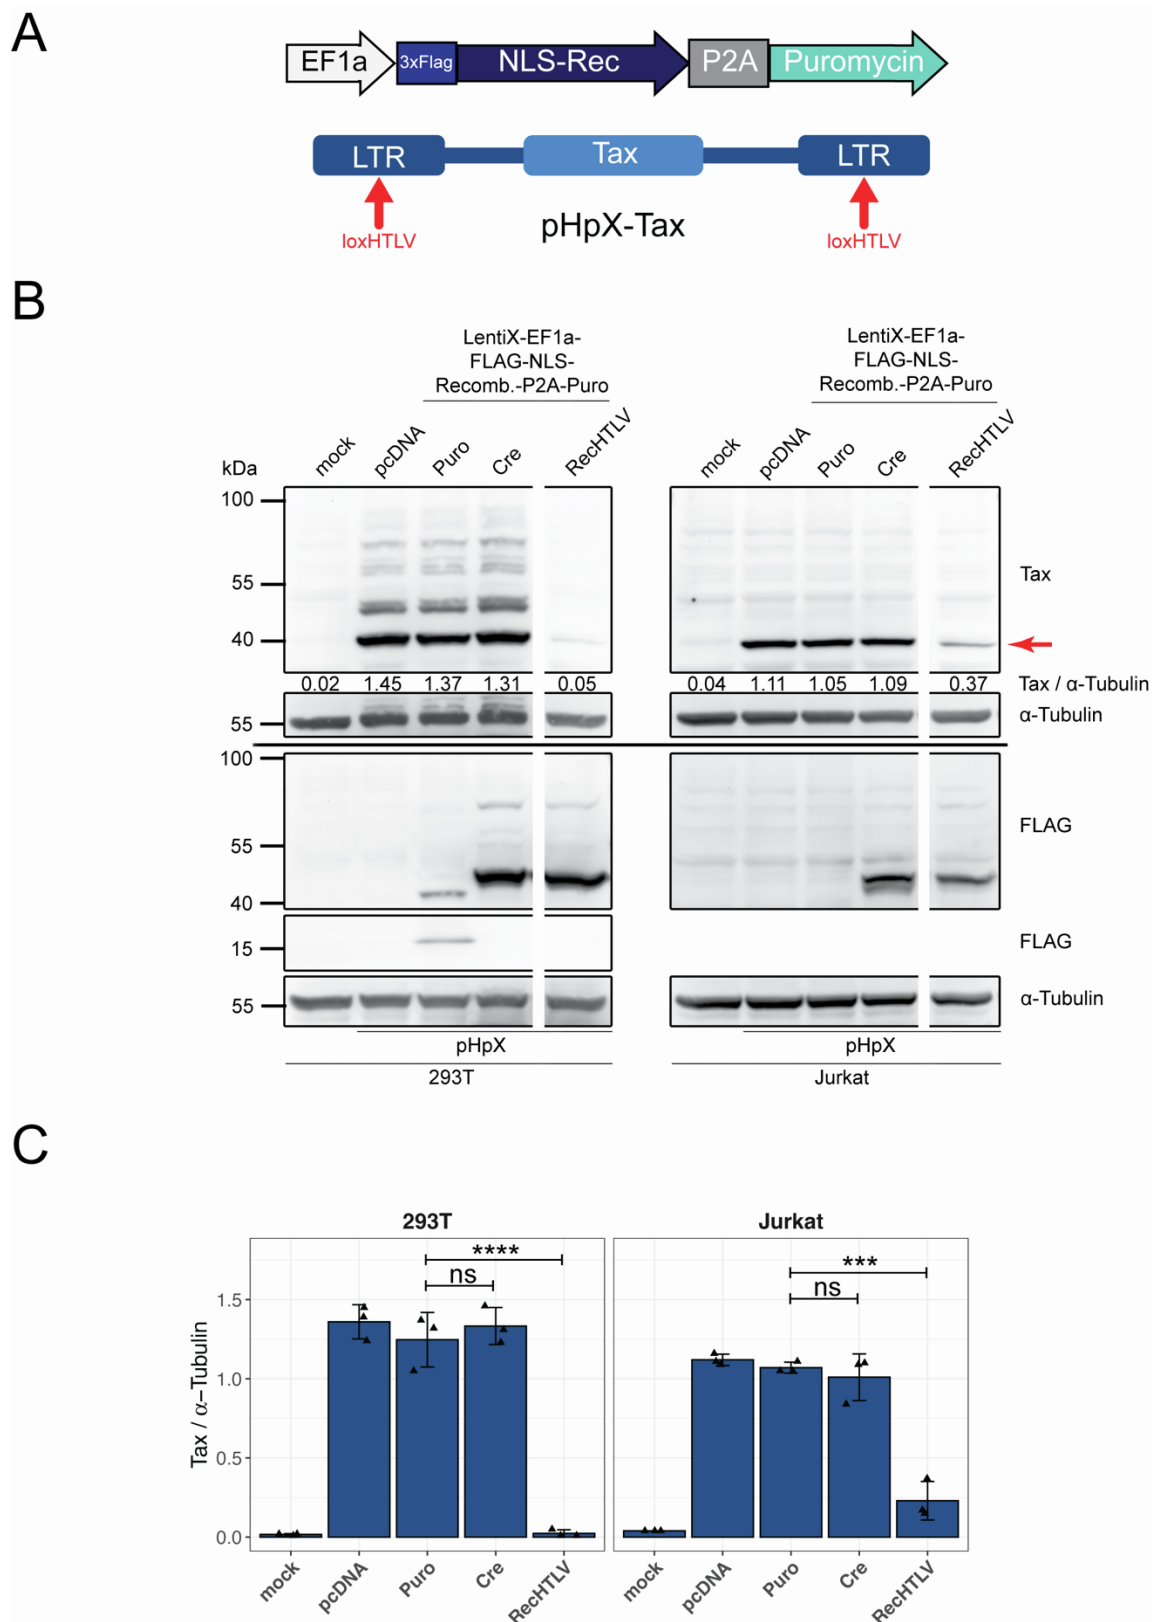 A
EF1a 3xFlag NLS-Rec P2A Puromycin
LTR Tax LTR
loxHTLV pHpX-Tax loxHTLV
B
LentiX-EF1a-
FLAG-NLS-
Recomb.-P2A-Puro
LentiX-EF1a-
FLAG-NLS-
Recomb.-P2A-Puro
kDa mock pcDNA Puro Cre RecHTLV mock pcDNA Puro Cre RecHTLV
100
55
40
Tax
0.02 1.45 1.37 1.31 0.05 0.04 1.11 1.05 1.09 0.37 Tax / α-Tubulin
55 α-Tubulin
100
55
40
FLAG
15 FLAG
55 α-Tubulin
pHpX pHpX
293T Jurkat
C
293T Jurkat
**** ***
ns ns
Tax / α−Tubulin
1.5
1.0
0.5
0.0
mock pcDNA Puro Cre RecHTLV mock pcDNA Puro Cre RecHTLV